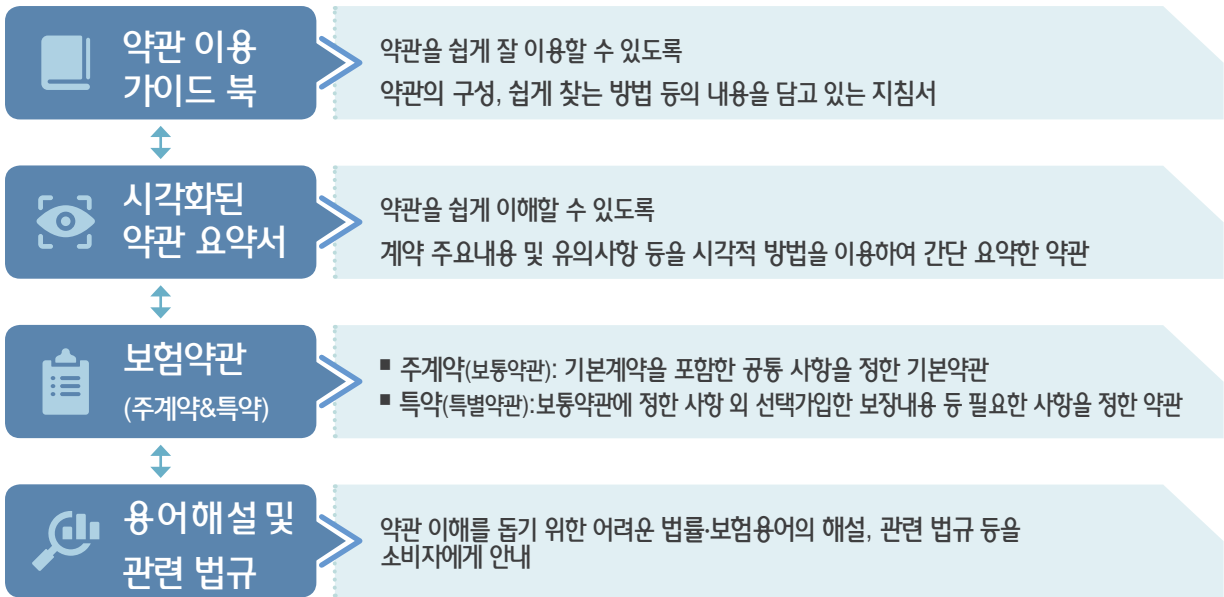 약관 이용
가이드 북
약관을 쉽게 잘 이용할 수 있도록
약관의 구성, 쉽게 찾는 방법 등의 내용을 담고 있는 지침서
시각화된
약관 요약서
약관을 쉽게 이해할 수 있도록
계약 주요내용 및 유의사항 등을 시각적 방법을 이용하여 간단 요약한 약관
보험약관
(주계약&특약)
■ 주계약(보통약관): 기본계약을 포함한 공통 사항을 정한 기본약관
■ 특약(특별약관):보통약관에 정한 사항 외 선택가입한 보장내용 등 필요한 사항을 정한 약관
용어해설 및
관련 법규
약관 이해를 돕기 위한 어려운 법률·보험용어의 해설, 관련 법규 등을
소비자에게 안내